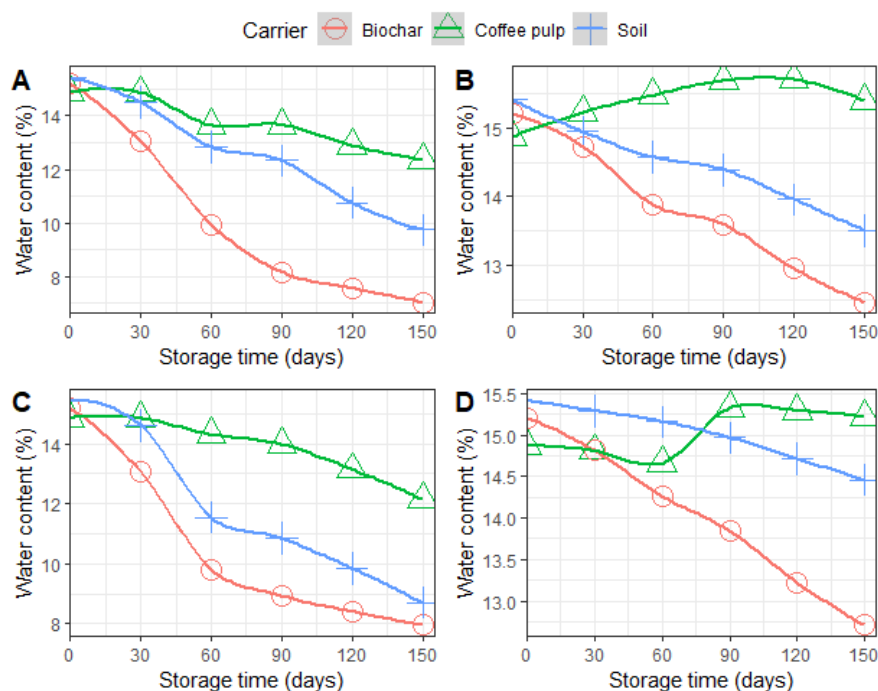 Carrier Biochar Coffee pulp Soil
A
Water content (%)
14
12
10
8
0 30 60 90 120 150
Storage time (days)
B
Water content (%)
15
14
13
0 30 60 90 120 150
Storage time (days)
C
Water content (%)
14
12
10
8
0 30 60 90 120 150
Storage time (days)
D
Water content (%)
15.5
15.0
14.5
14.0
13.5
13.0
0 30 60 90 120 150
Storage time (days)